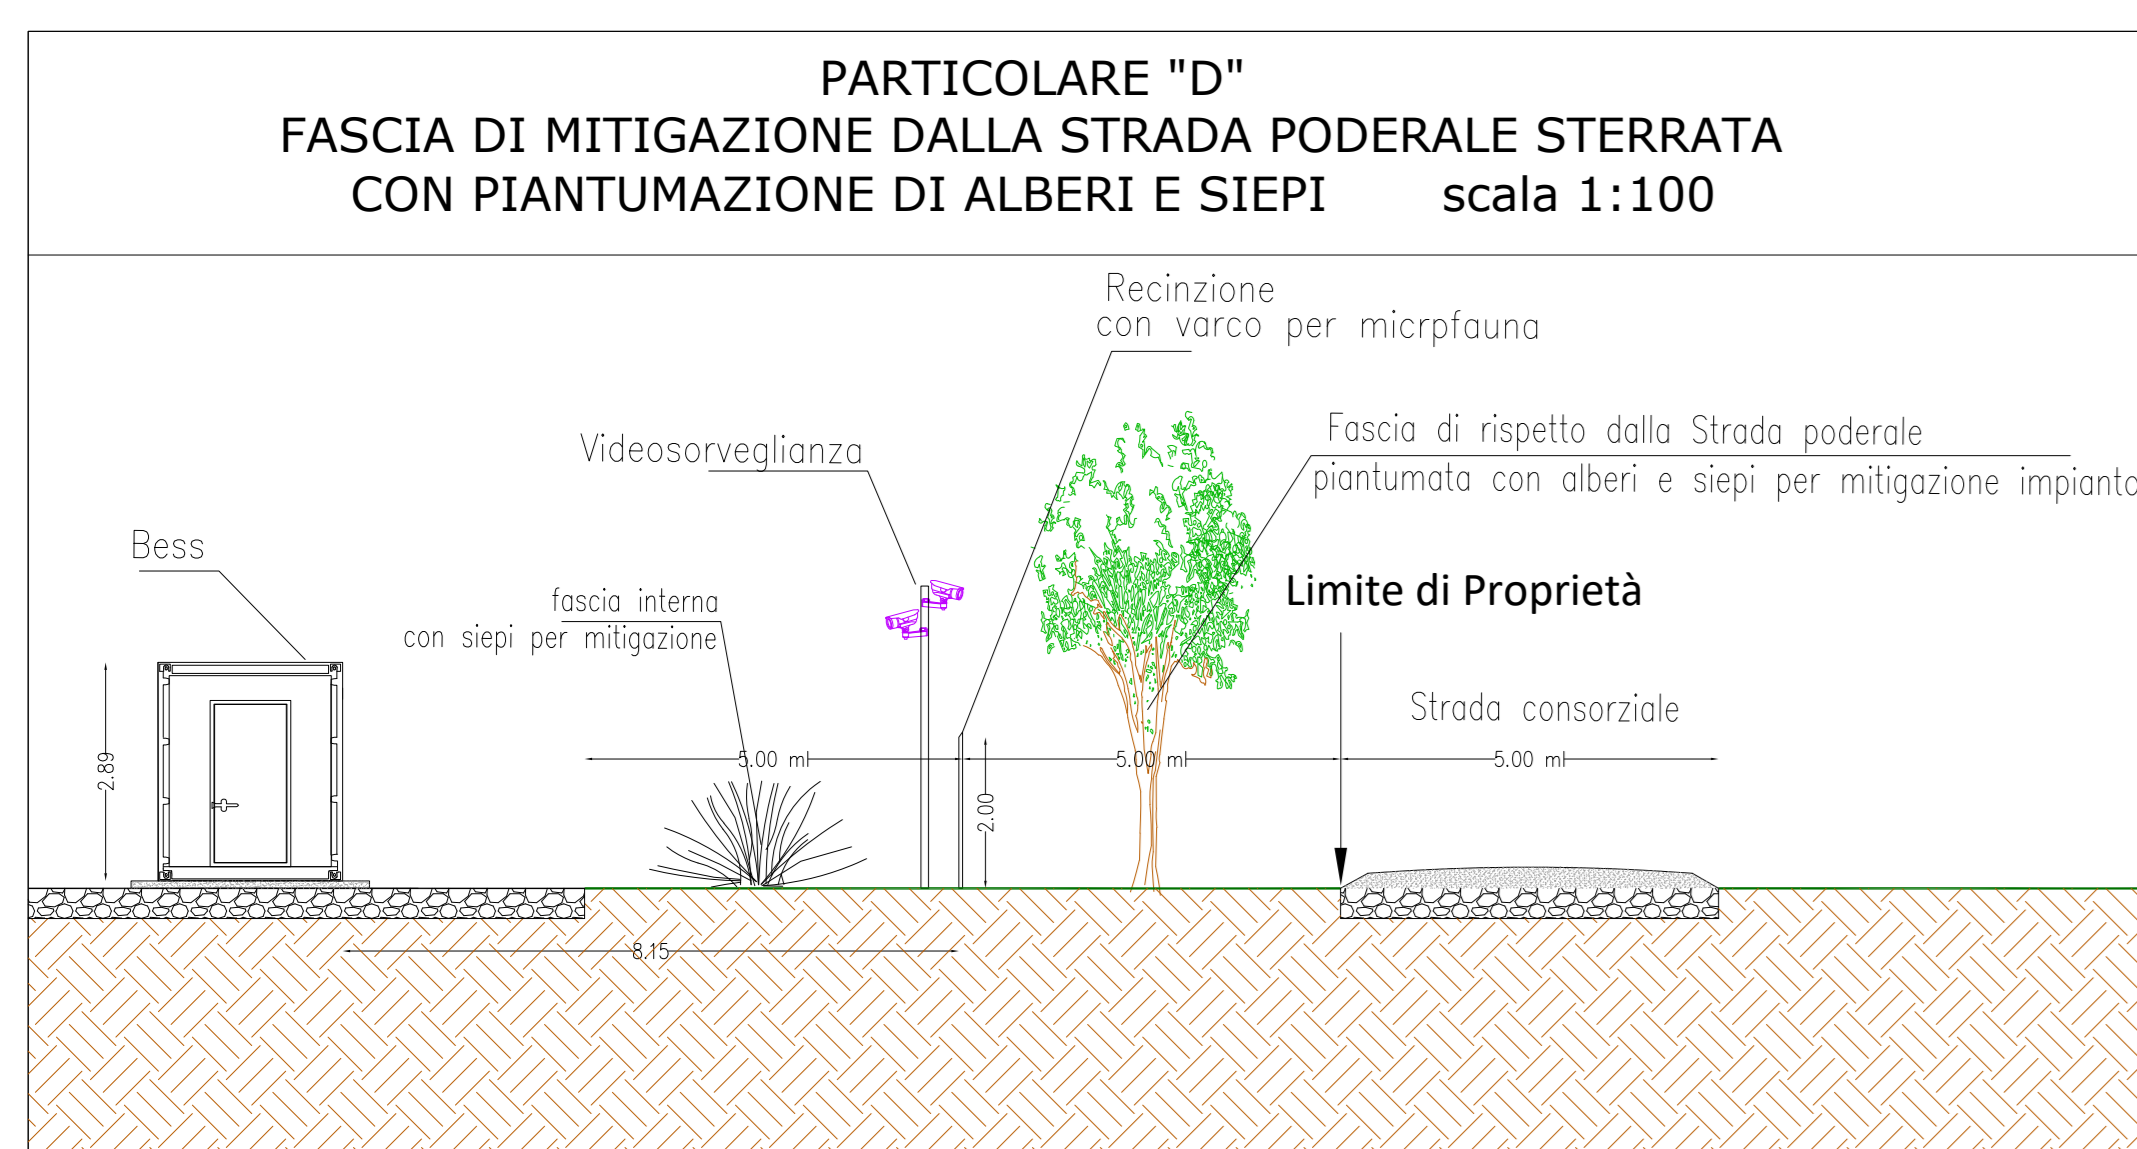 PARTICOLARE "D"
FASCIA DI MITIGAZIONE DALLA STRADA PODERALE STERRATA
CON PIANTUMAZIONE DI ALBERI E SIEPI scala 1:100
Recinzione
con varco per micrpfauna
Fascia di rispetto dalla Strada poderale
piantumata con alberi e siepi per mitigazione impianto
Videosorveglianza
Bess
fascia interna
con siepi per mitigazione
Limite di Proprietà
Strada consorziale
5.00 ml
5.00 ml
5.00 ml
2.89
2.00
8.15